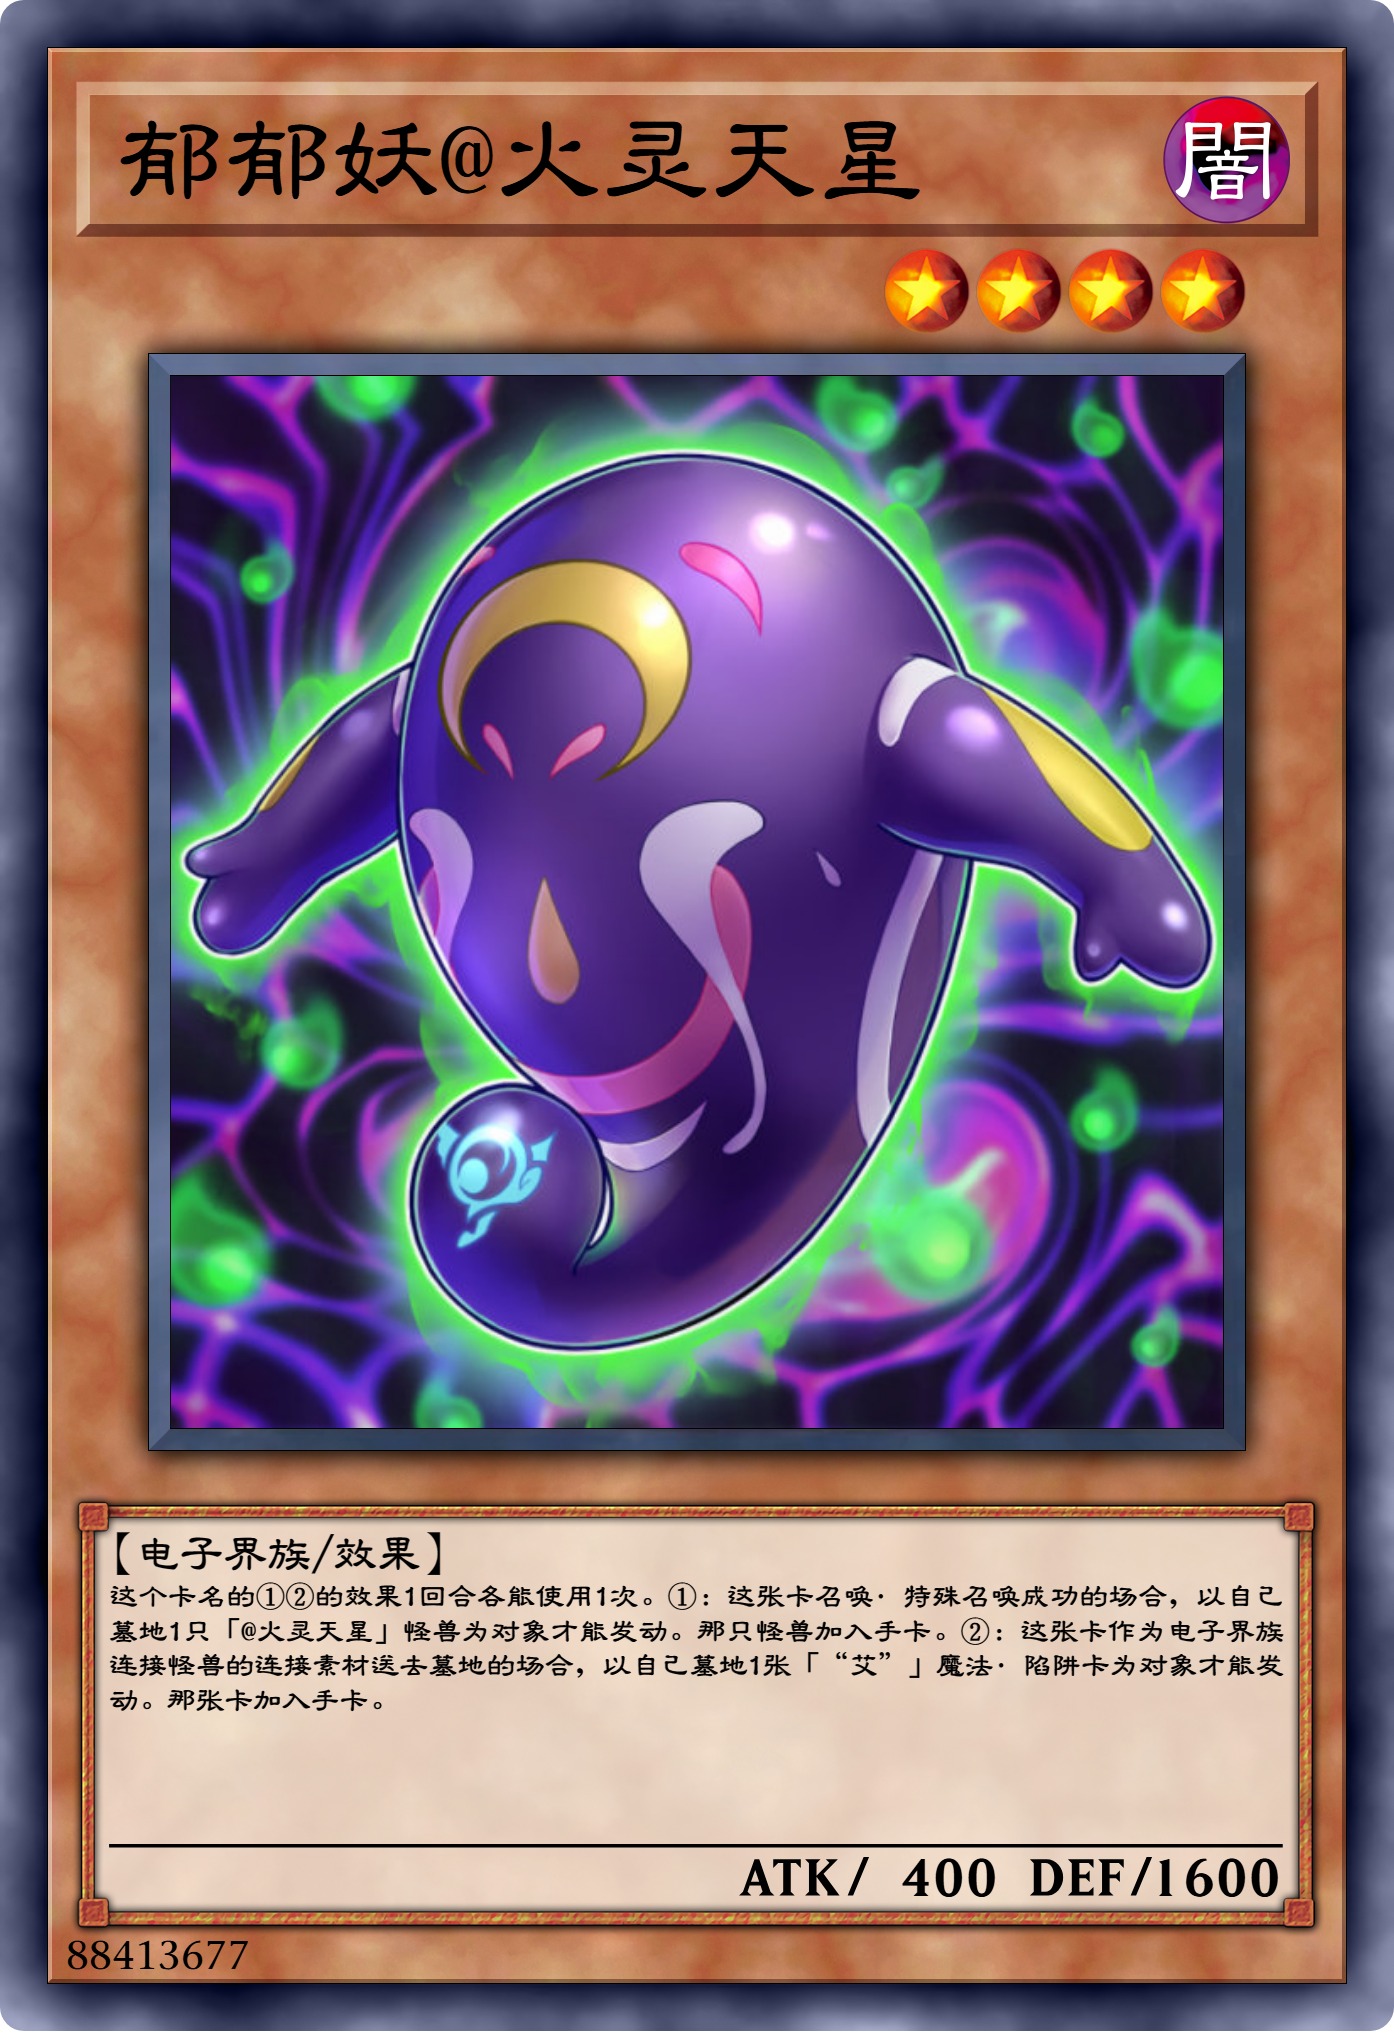 郁郁妖@火灵天星
闇
【电子界族/效果】
这个卡名的①②的效果1回合各能使用1次。①：这张卡召唤·特殊召唤成功的场合，以自己
墓地1只「@火灵天星」怪兽为对象才能发动。那只怪兽加入手卡。②：这张卡作为电子界族
连接怪兽的连接素材送去墓地的场合，以自己墓地1张「“艾”」魔法·陷阱卡为对象才能发
动。那张卡加入手卡。
ATK/ 400 DEF/1600
88413677